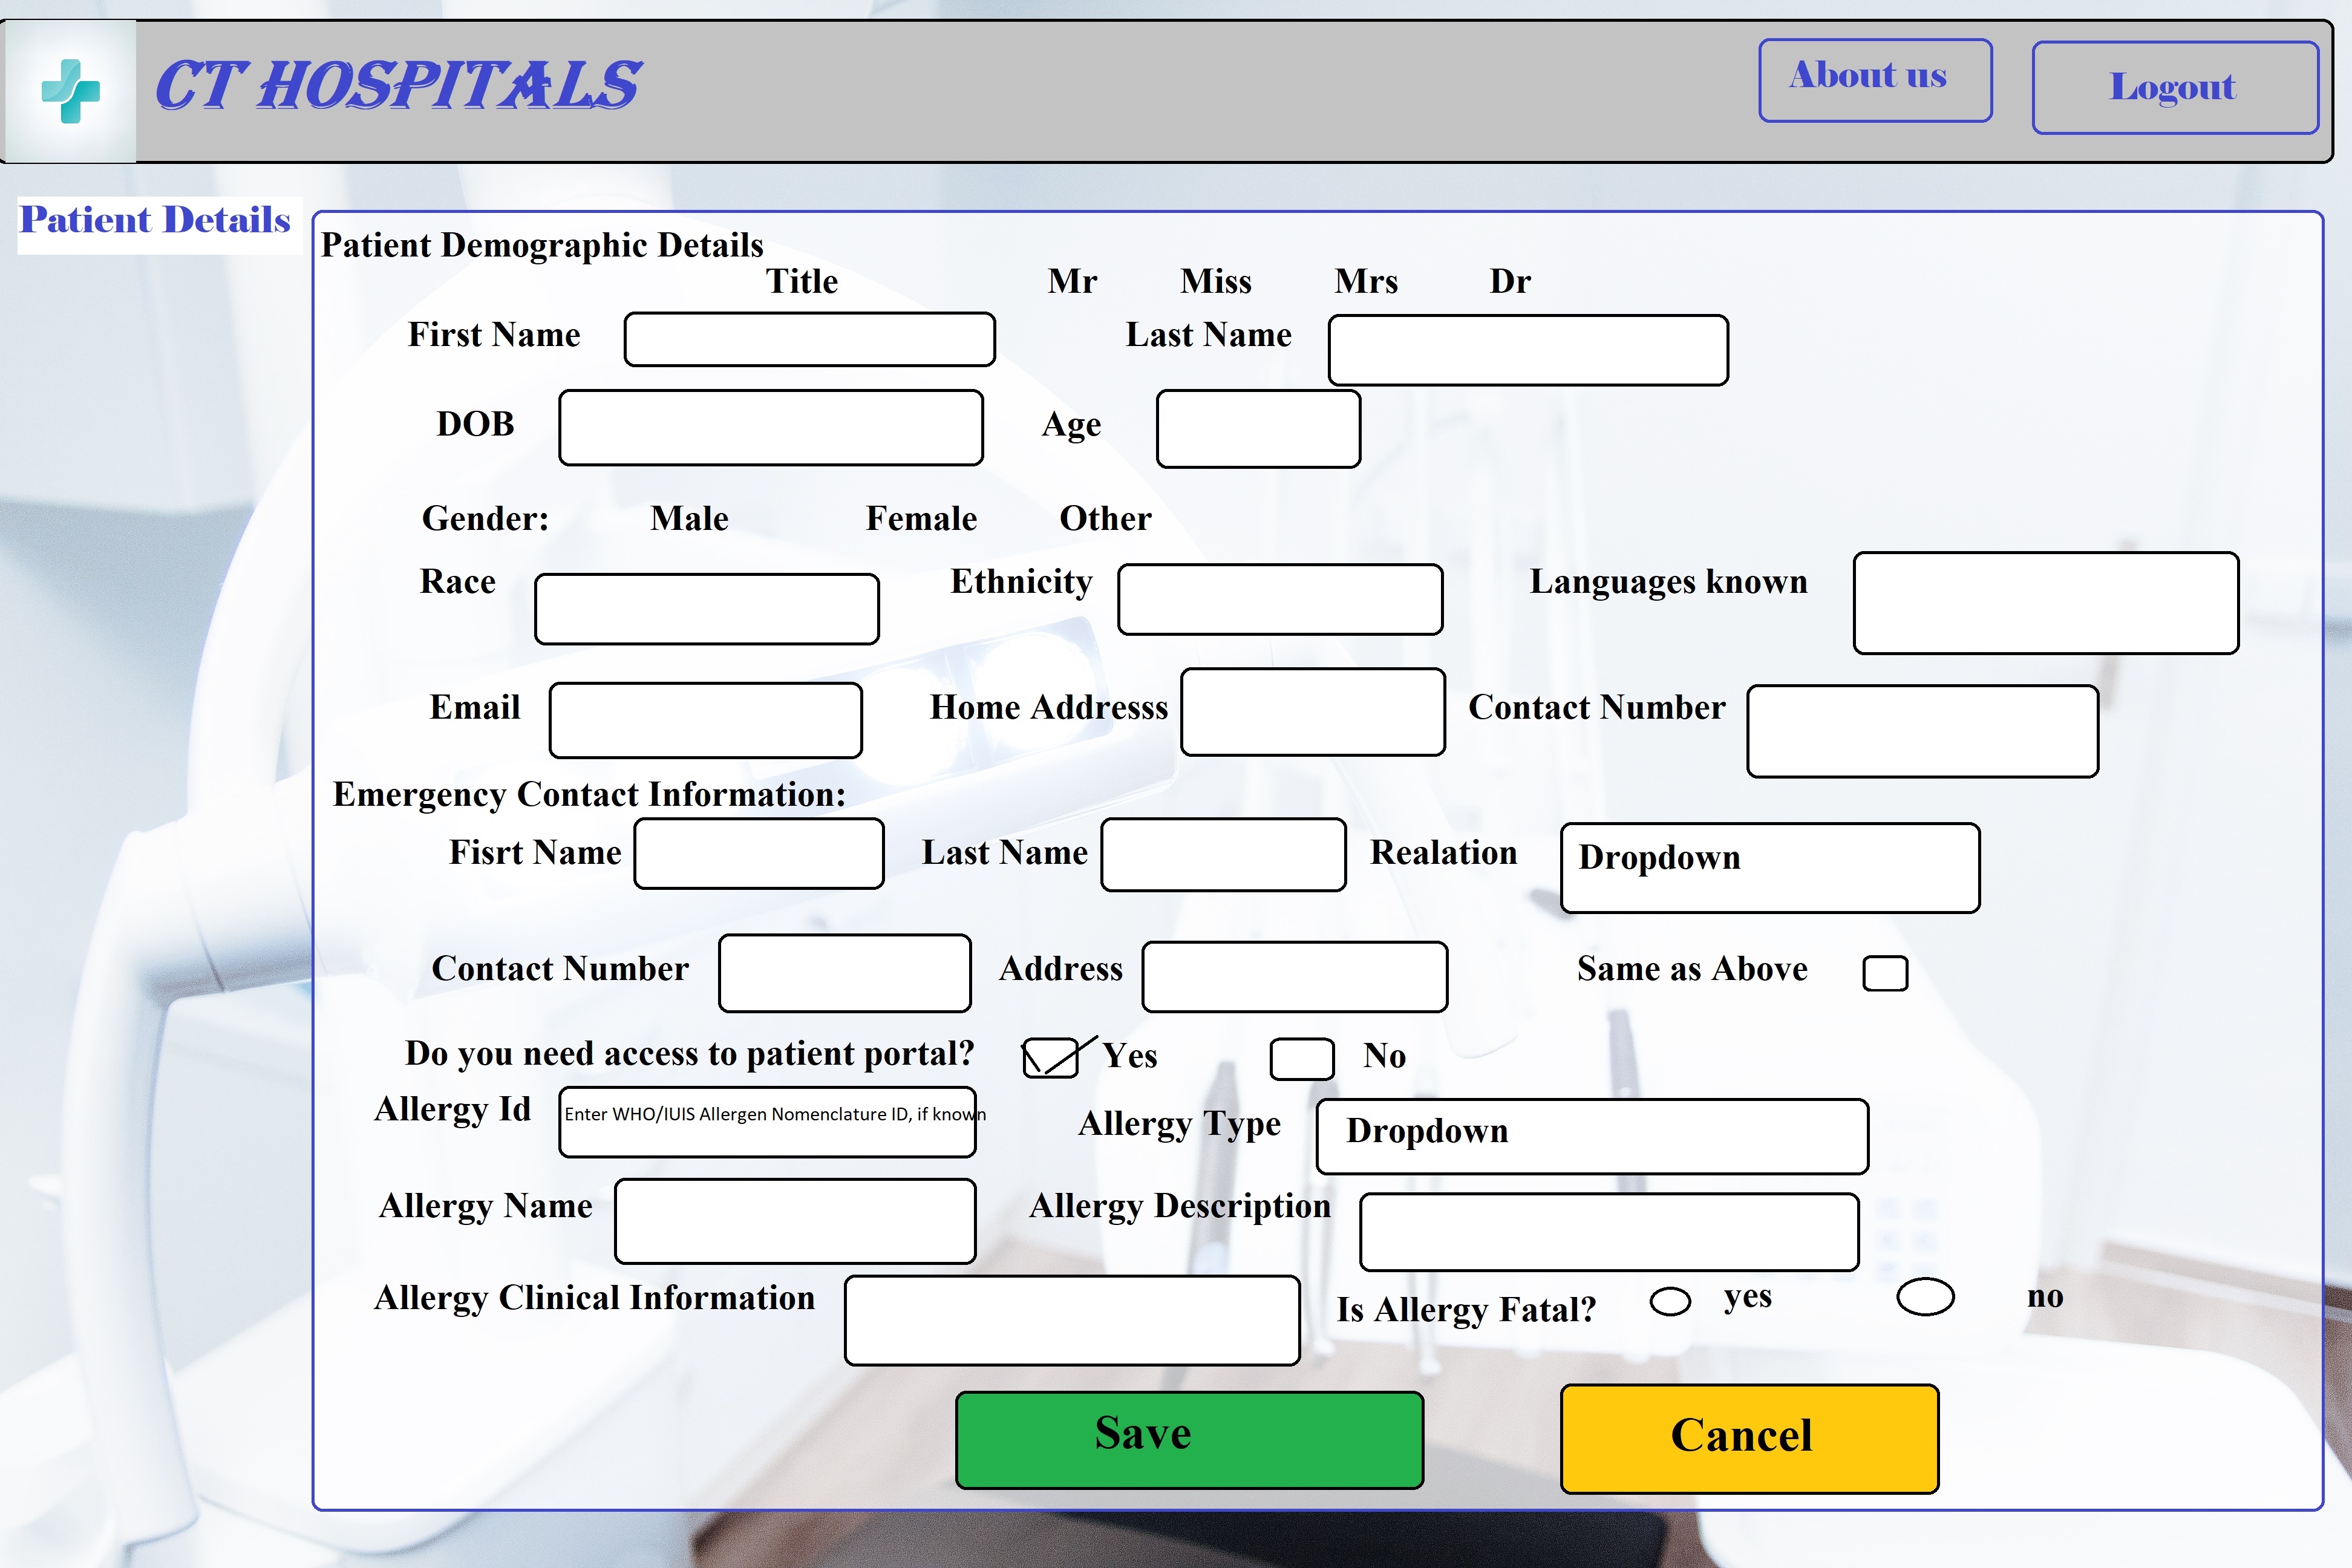 CT HOSPITALS
About us
Logout
Patient Details
Patient Demographic Details
Title Mr Miss Mrs Dr
First Name Last Name
DOB Age
Gender: Male Female Other
Race Ethnicity Languages known
Email Home Addresss Contact Number
Emergency Contact Information:
Fisrt Name Last Name Realation Dropdown
Contact Number Address Same as Above
Do you need access to patient portal? Yes No
Allergy Id Enter WHO/IUIS Allergen Nomenclature ID, if known Allergy Type Dropdown
Allergy Name Allergy Description
Allergy Clinical Information Is Allergy Fatal? yes no
Save Cancel